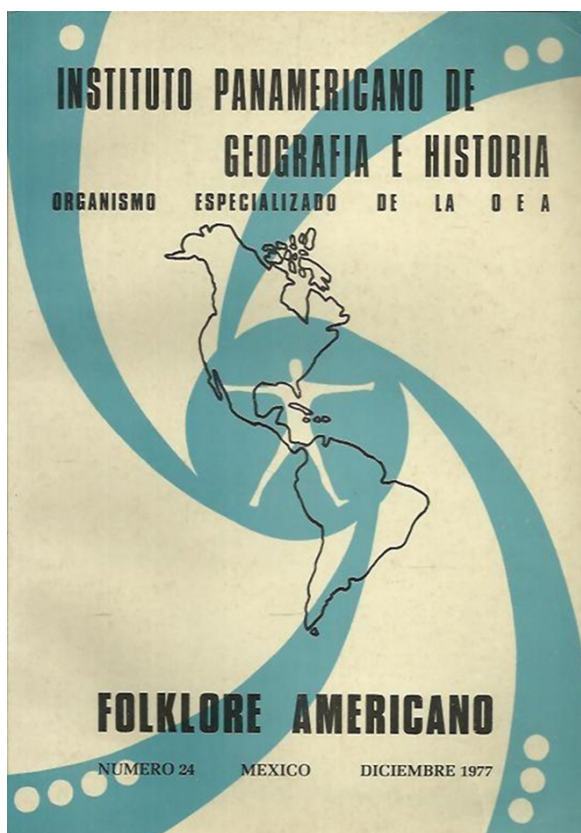 INSTITUTO PANAMERICANO DE
GEOGRAFIA E HISTORIA
ORGANISMO ESPECIALIZADO DE LA OEA
FOLKLORE AMERICANO
NUMERO 24 MEXICO DICIEMBRE 1977